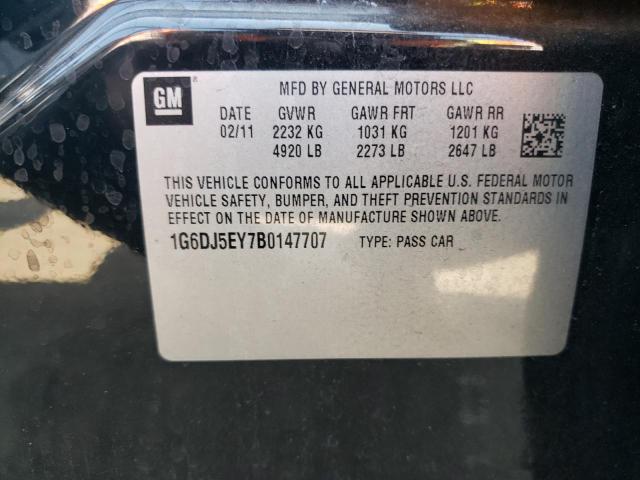 GM
MFD BY GENERAL MOTORS LLC
DATE GVWR GAWR FRT GAWR RR
02/11 2232 KG 1031 KG 1201 KG
4920 LB 2273 LB 2647 LB
THIS VEHICLE CONFORMS TO ALL APPLICABLE U.S. FEDERAL MOTOR
VEHICLE SAFETY, BUMPER, AND THEFT PREVENTION STANDARDS IN
EFFECT ON THE DATE OF MANUFACTURE SHOWN ABOVE.
1G6DJ5EY7B0147707 TYPE: PASS CAR